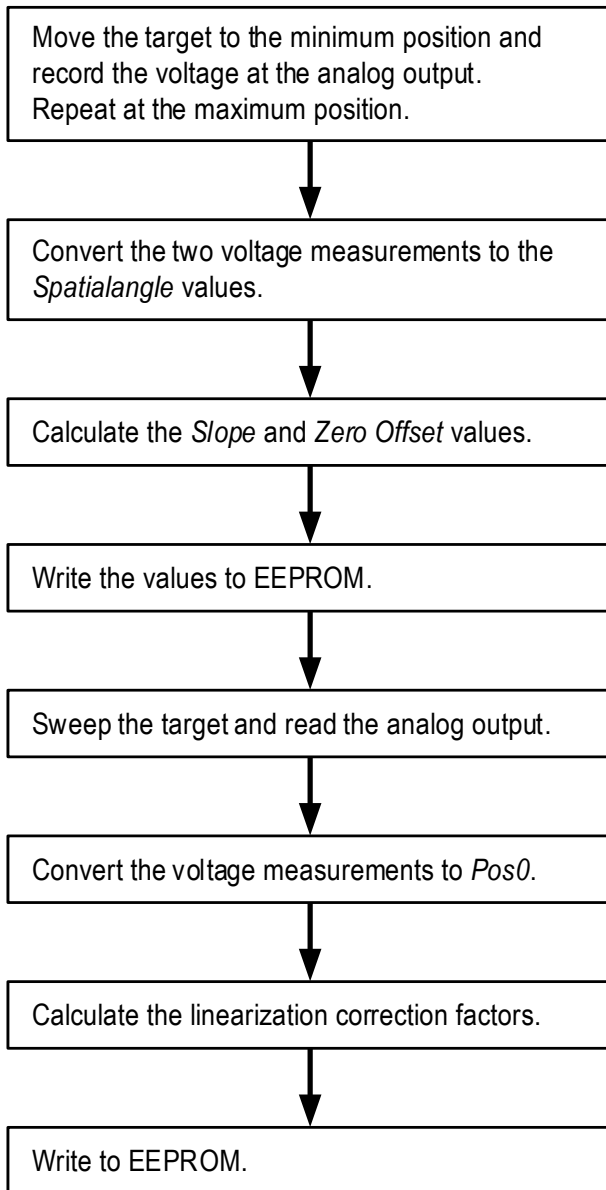 Move the target to the minimum position and
record the voltage at the analog output.
Repeat at the maximum position.
Convert the two voltage measurements to the
Spatialangle values.
Calculate the Slope and Zero Offset values.
Write the values to EEPROM.
Sweep the target and read the analog output.
Convert the voltage measurements to Pos0.
Calculate the linearization correction factors.
Write to EEPROM.